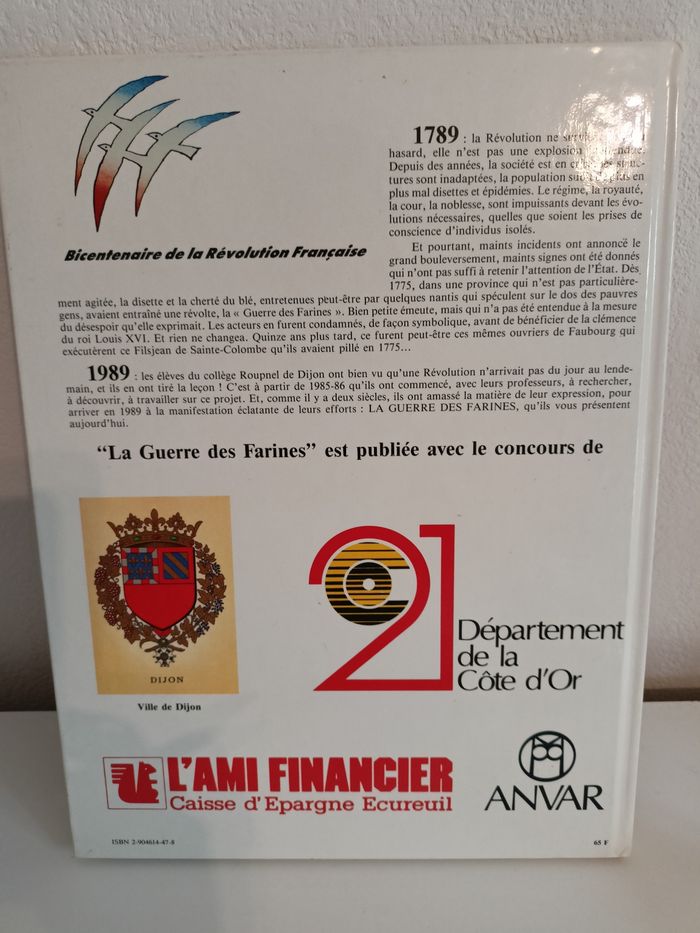 Bicentenaire de la Révolution Française
1789 : la Révolution ne
hasard, elle n'est pas une explosion
Depuis des années, la société est en
tures sont inadaptées, la population en
plus mal disettes et épidémies. Le régime, la royauté,
la cour, la noblesse, sont impuissants devant les évo-
lutions nécessaires, quelles que soient les prises de
conscience d'individus isolés.
Et pourtant, maints incidents ont annoncé le
grand bouleversement, maints signes ont été donnés
qui n'ont pas suffi à retenir l'attention de l'État. Dès
1775, dans une province qui n'est pas particulière-
ment agitée, la disette et la cherté du blé, entretenues peut-être par quelques nantis qui spéculent sur le dos des pauvres
gens, avaient entraîné une révolte, la « Guerre des Farines ». Bien petite émeute, mais qui n'a pas été entendue à la mesure
du désespoir qu'elle exprimait. Les acteurs en furent condamnés, de façon symbolique, avant de bénéficier de la clémence
du roi Louis XVI. Et rien ne changea. Quinze ans plus tard, ce furent peut-être ces mêmes ouvriers de Faubourg qui
exécutèrent ce Filsjean de Sainte-Colombe qu'ils avaient pillé en 1775...
1989 : les élèves du collège Roupnel de Dijon ont bien vu qu'une Révolution n'arrivait pas du jour au lende-
main, et ils en ont tiré la leçon ! C'est à partir de 1985-86 qu'ils ont commencé, avec leurs professeurs, à rechercher,
à découvrir, à travailler sur ce projet. Et, comme il y a deux siècles, ils ont amassé la matière de leur expression, pour
arriver en 1989 à la manifestation éclatante de leurs efforts : LA GUERRE DES FARINES, qu'ils vous présentent
aujourd'hui.
“La Guerre des Farines” est publiée avec le concours de
DIJON
Ville de Dijon
21
Département
de la
Côte d'Or
L'AMI FINANCIER
Caisse d'Epargne Ecureuil
ANVAR
ISBN 2-904614-47-8
65 F